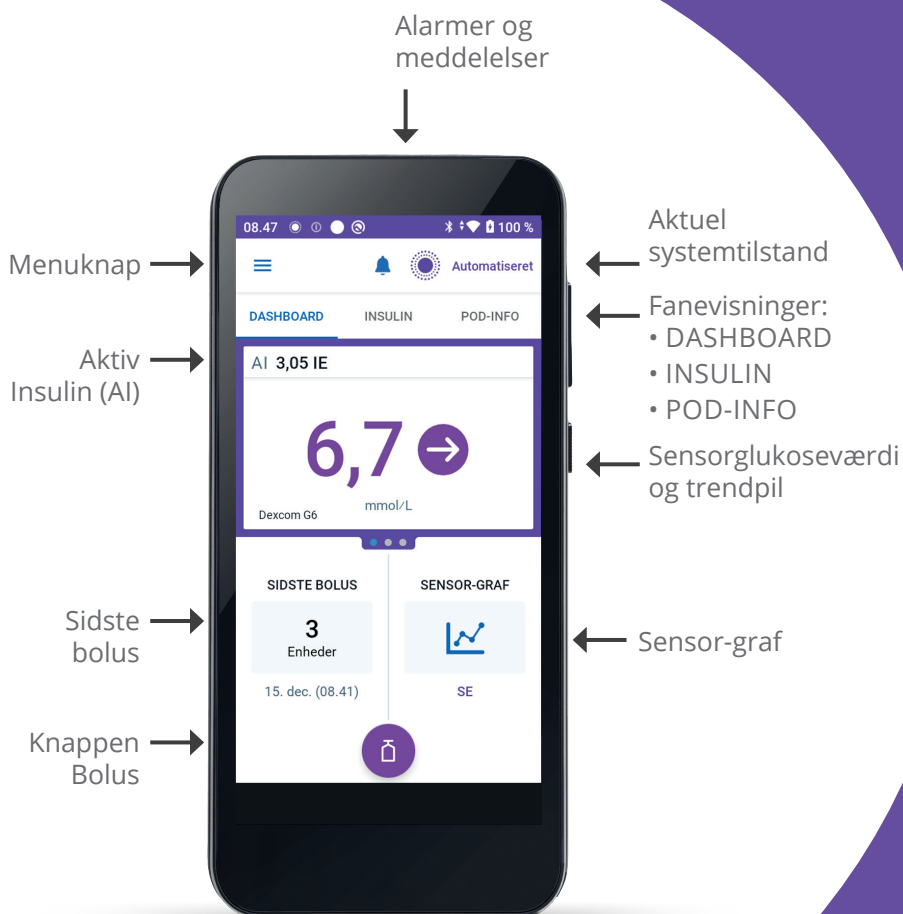 Alarmer og
meddelelser
Menuknap
Aktiv
Insulin (AI)
Sidste
bolus
Knappen
Bolus
08.47
100 %
Automatiseret
DASHBOARD
INSULIN
POD-INFO
AI 3,05 IE
6,7
mmol/L
Dexcom G6
SIDSTE BOLUS
SENSOR-GRAF
3
Enheder
15. dec. (08.41)
SE
Aktuel
systemtilstand
Fanevisninger:
• DASHBOARD
• INSULIN
• POD-INFO
Sensorglukoseværdi
og trendpil
Sensor-graf